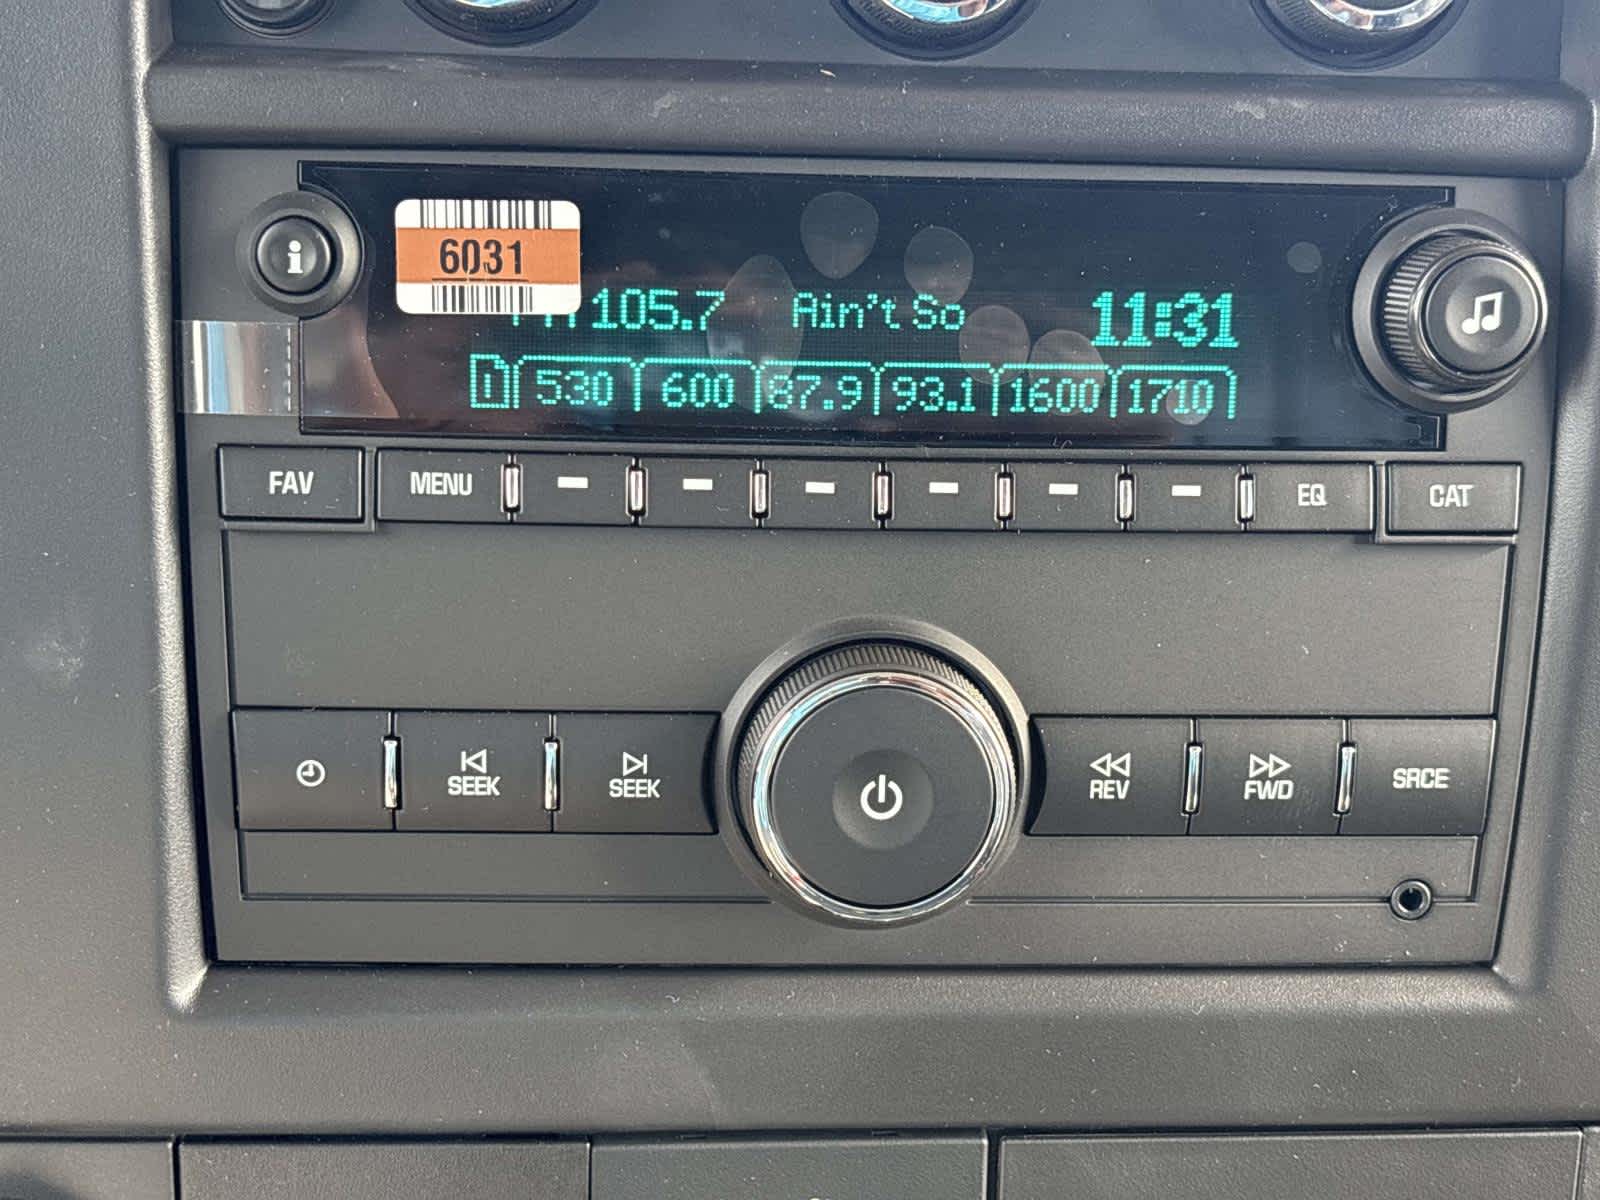 6031
105.7 Ain't So 11:31
1 530 600 87.9 93.1 1600 1710
FAV MENU EQ CAT
SEEK SEEK REV FWD SRCE